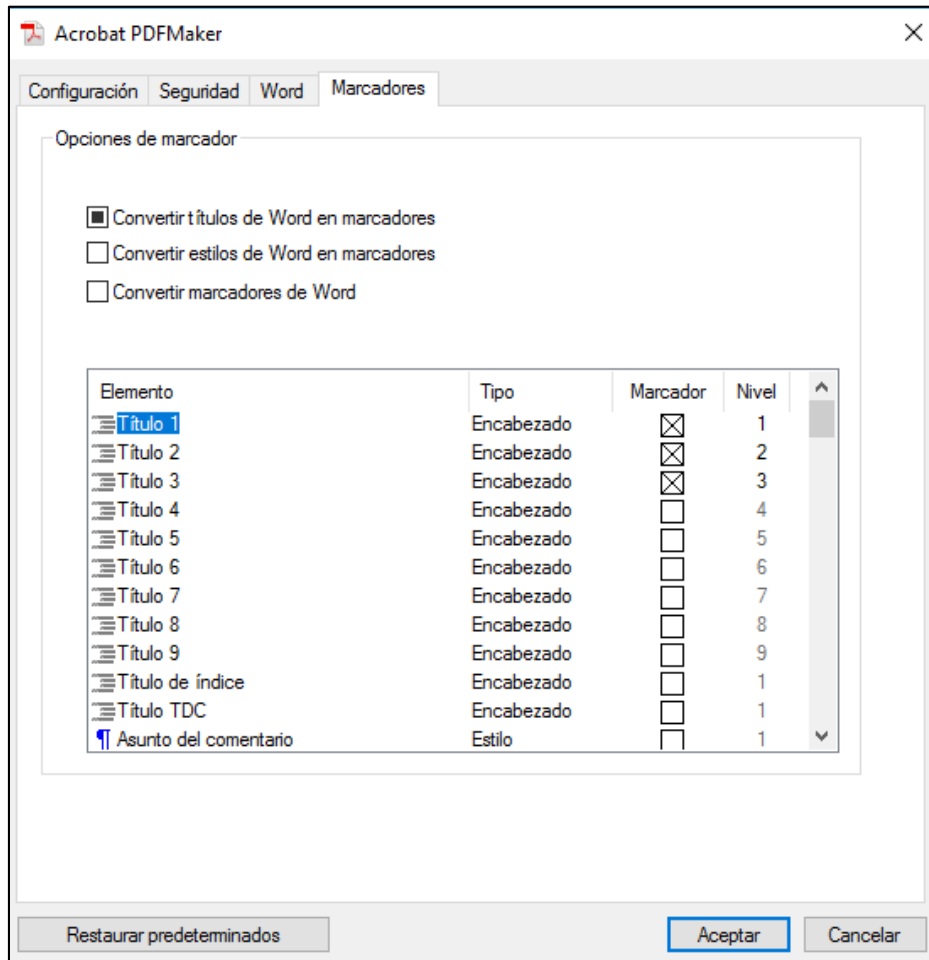 Acrobat PDFMaker
Configuración Seguridad Word Marcadores
Opciones de marcador
Convertir títulos de Word en marcadores
Convertir estilos de Word en marcadores
Convertir marcadores de Word
Elemento Tipo Marcador Nivel
Título 1 Encabezado 1
Título 2 Encabezado 2
Título 3 Encabezado 3
Título 4 Encabezado 4
Título 5 Encabezado 5
Título 6 Encabezado 6
Título 7 Encabezado 7
Título 8 Encabezado 8
Título 9 Encabezado 9
Título de índice Encabezado 1
Título TDC Encabezado 1
¶ Asunto del comentario Estilo 1
Restaurar predeterminados Aceptar Cancelar